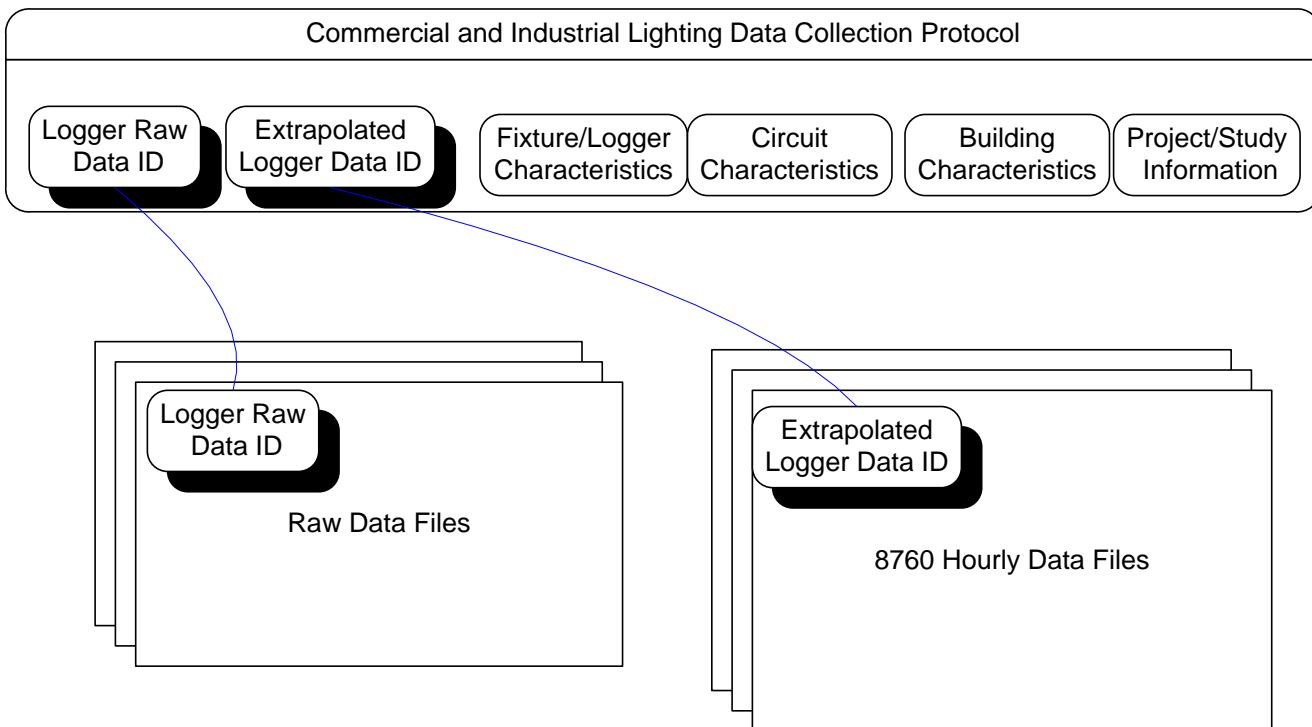 Commercial and Industrial Lighting Data Collection Protocol
Logger Raw
Data ID
Extrapolated
Logger Data ID
Fixture/Logger
Characteristics
Circuit
Characteristics
Building
Characteristics
Project/Study
Information
Logger Raw
Data ID
Raw Data Files
Extrapolated
Logger Data ID
8760 Hourly Data Files